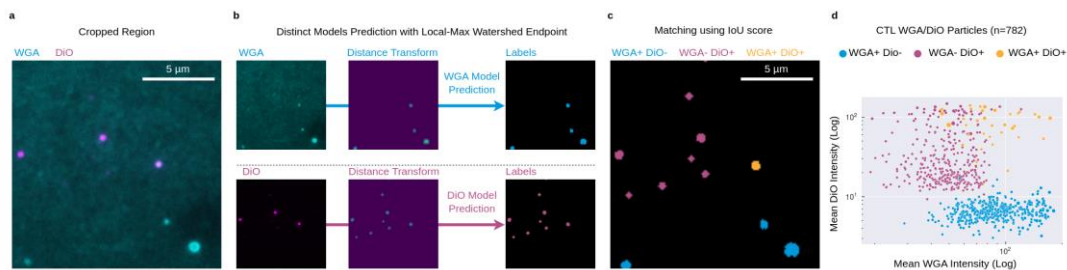 a
Cropped Region
WGA DiO
5 µm
b
Distinct Models Prediction with Local-Max Watershed Endpoint
WGA
Distance Transform
Labels
WGA Model
Prediction
DiO
Distance Transform
Labels
DiO Model
Prediction
c
Matching using IoU score
WGA+ DiO- WGA- DiO+ WGA+ DiO+
5 µm
d
CTL WGA/DiO Particles (n=782)
WGA+ Dio- WGA- DiO+ WGA+ DiO+
Mean DiO Intensity (Log)
10²
10¹
10²
Mean WGA Intensity (Log)